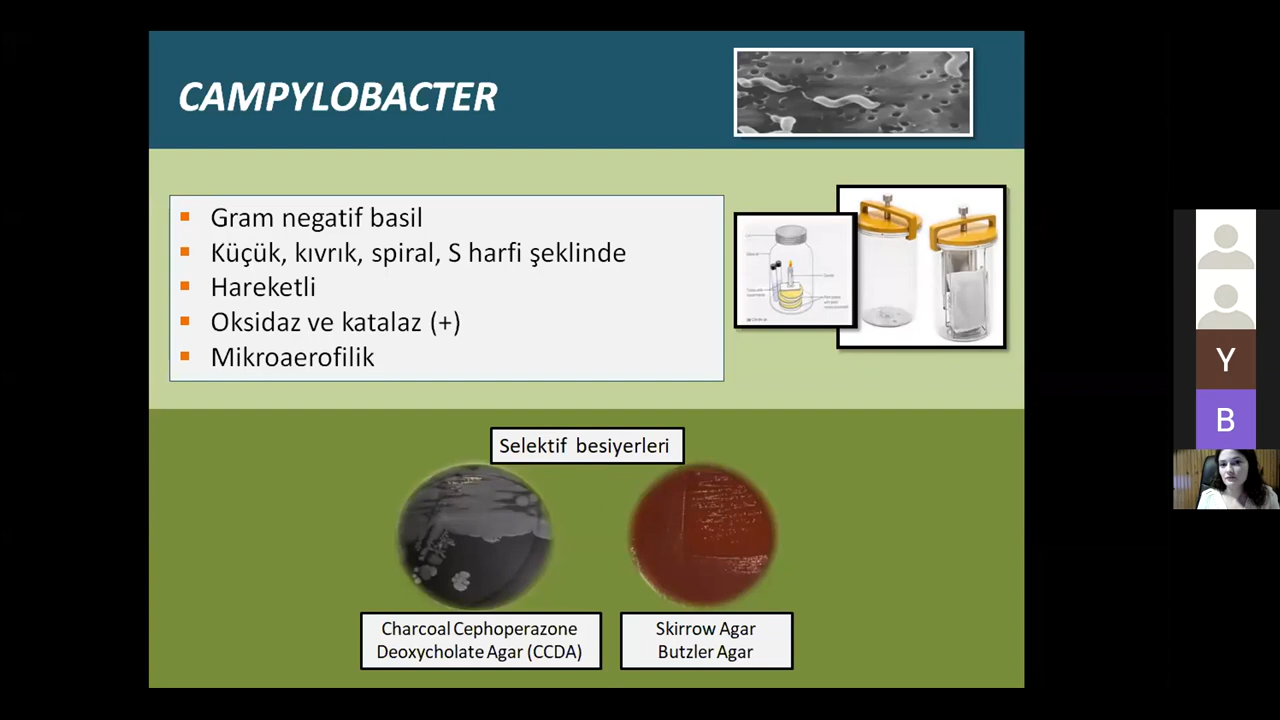 CAMPYLOBACTER
Gram negatif basil
Küçük, kıvrık, spiral, S harfi şeklinde
Hareketli
Oksidaz ve katalaz (+)
Mikroaerofilik
Selektif besiyerleri
Charcoal Cephoperazone
Deoxycholate Agar (CCDA)
Skirrow Agar
Butzler Agar
Y
B